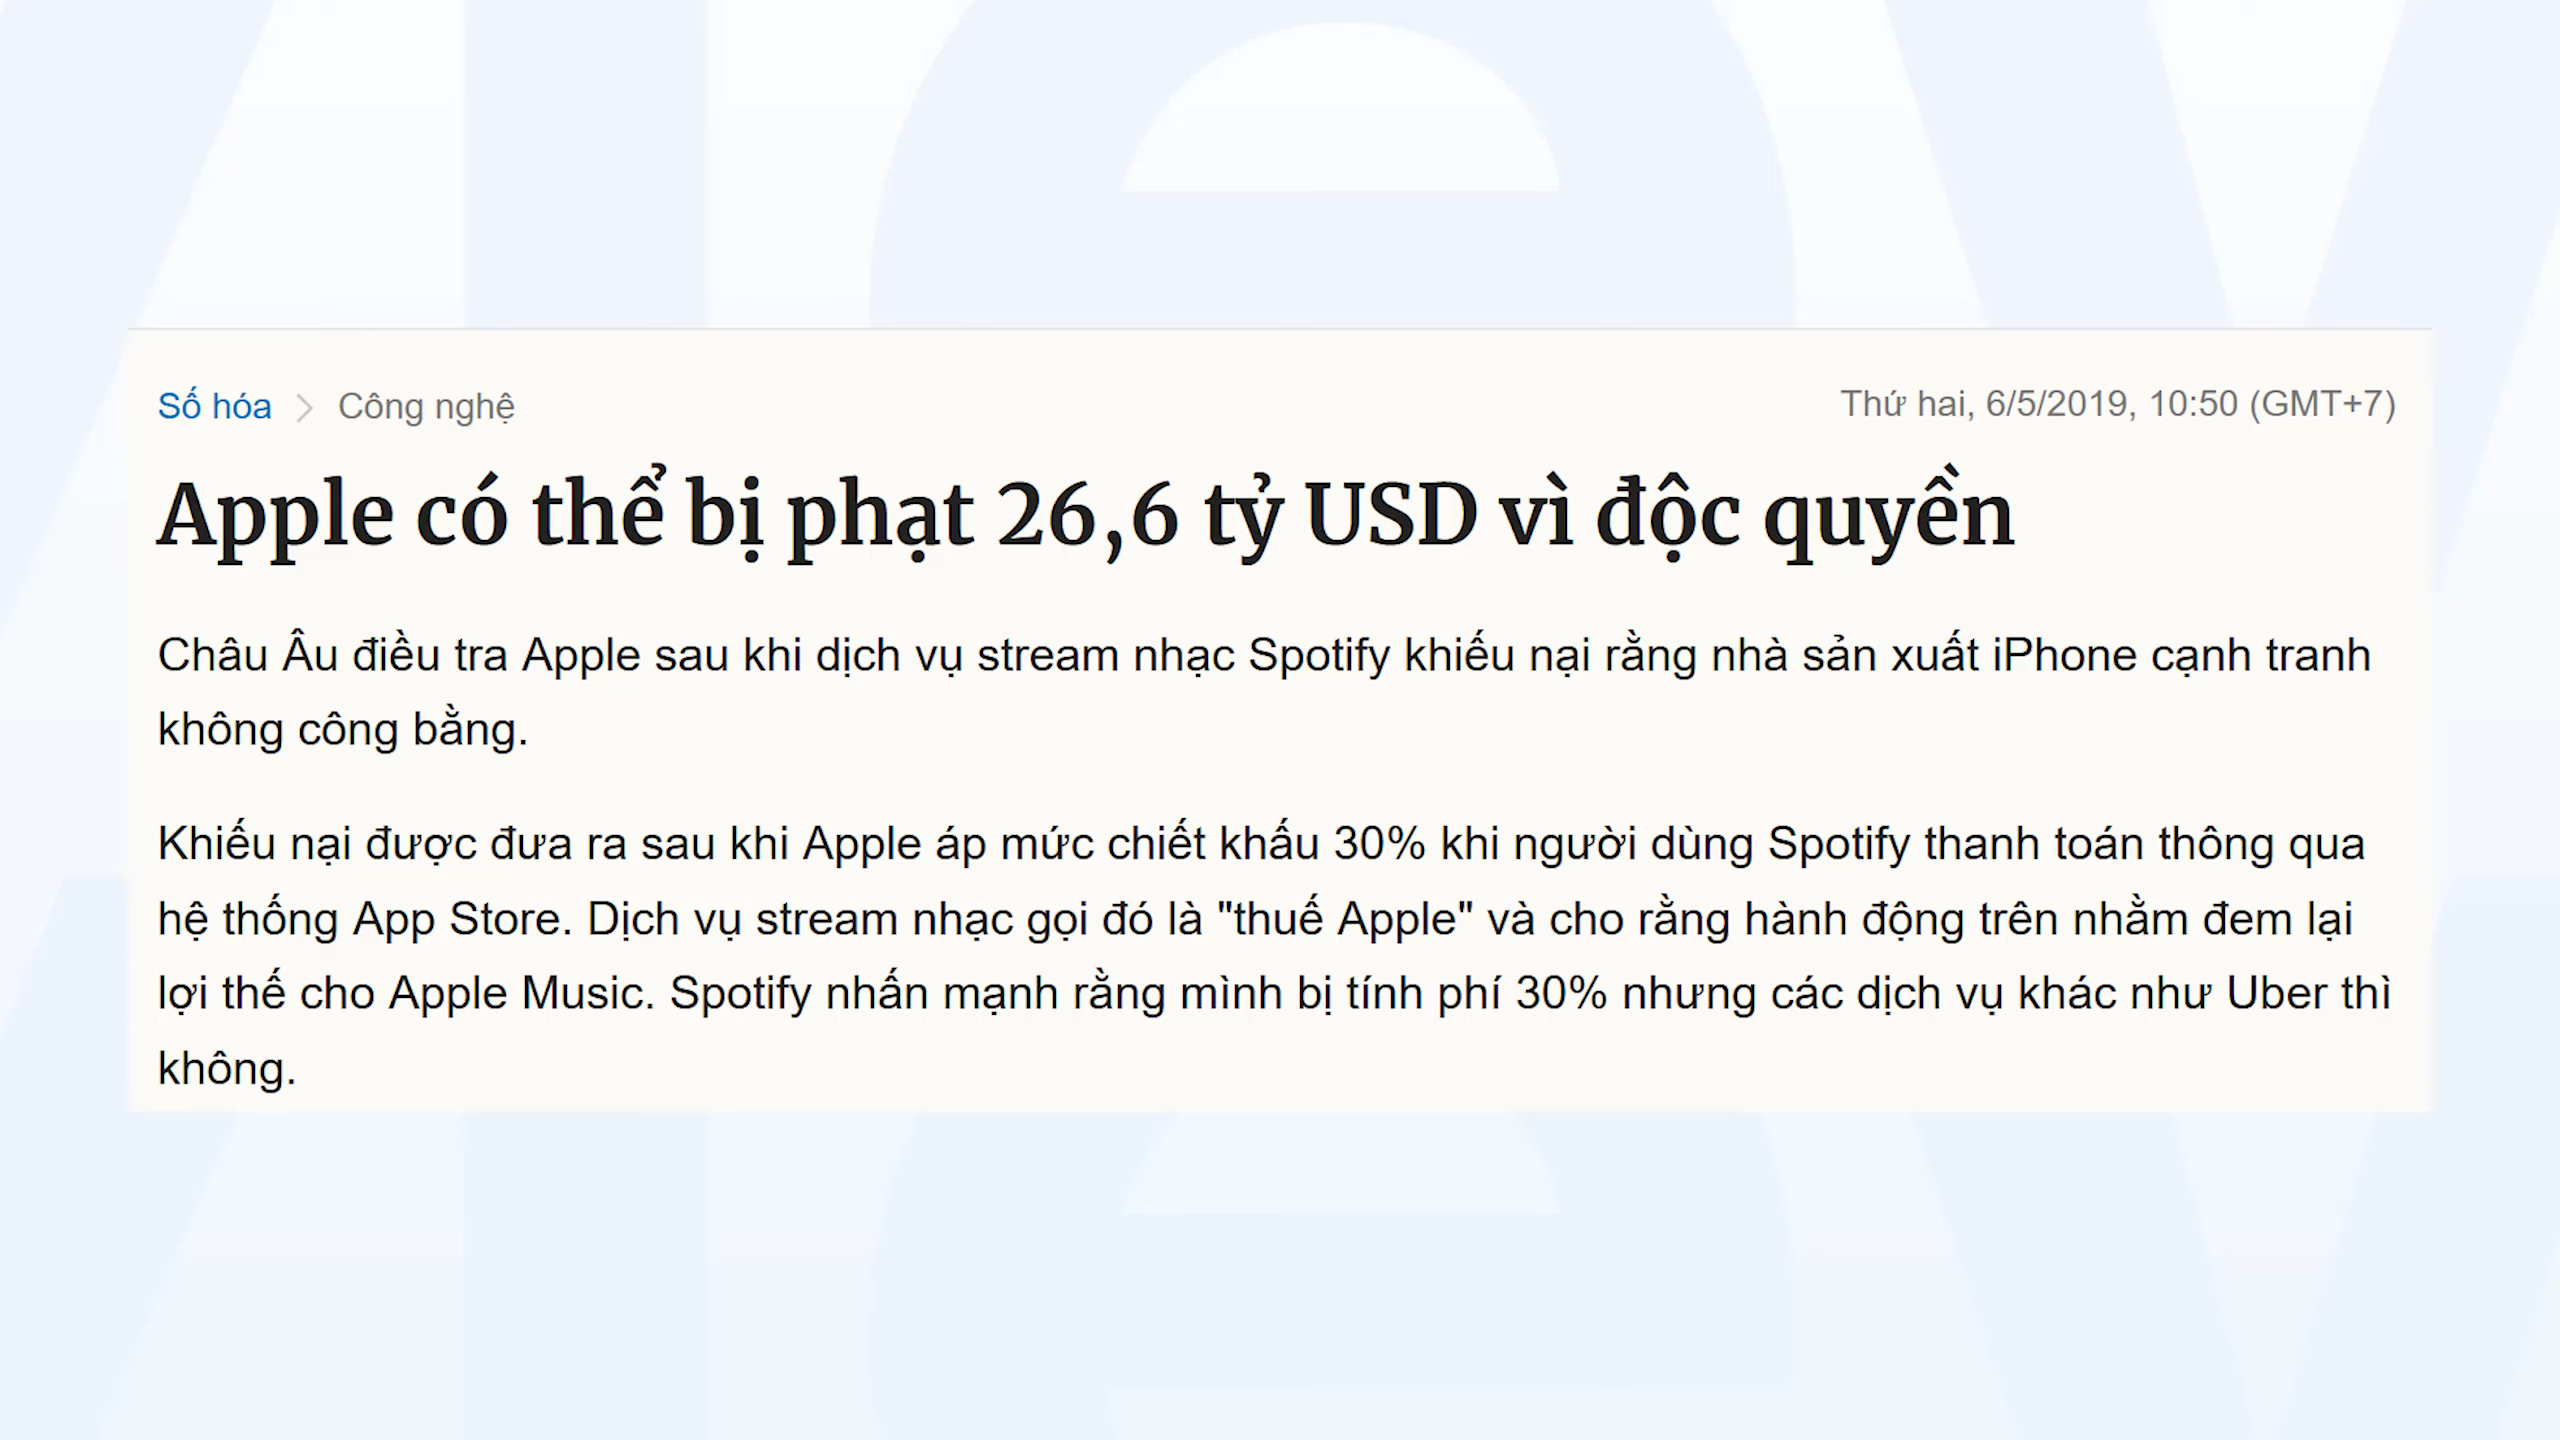 Số hóa > Công nghệ
Thứ hai, 6/5/2019, 10:50 (GMT+7)
Apple có thể bị phạt 26,6 tỷ USD vì độc quyền
Châu Âu điều tra Apple sau khi dịch vụ stream nhạc Spotify khiếu nại rằng nhà sản xuất iPhone cạnh tranh
không công bằng.
Khiếu nại được đưa ra sau khi Apple áp mức chiết khấu 30% khi người dùng Spotify thanh toán thông qua
hệ thống App Store. Dịch vụ stream nhạc gọi đó là "thuế Apple" và cho rằng hành động trên nhằm đem lại
lợi thế cho Apple Music. Spotify nhấn mạnh rằng mình bị tính phí 30% nhưng các dịch vụ khác như Uber thì
không.